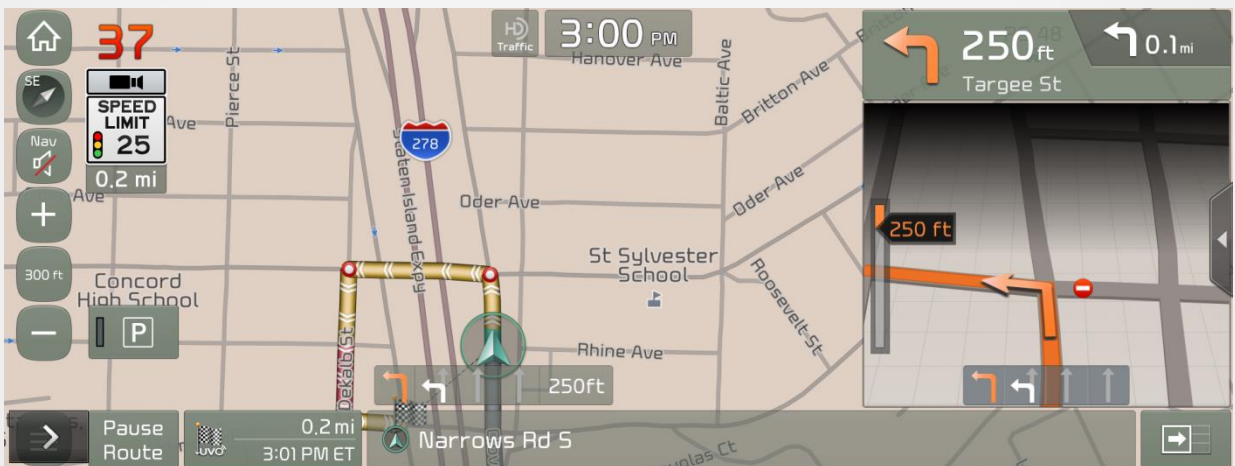 37
SE
SPEED
LIMIT
25
0.2 mi
Nav
300 ft
Pierce St
Ave
Ave
HD
Traffic
3:00 PM
Hanover Ave
Baltic Ave
Britton Ave
278
Staten Island Expy
Oder Ave
Oder Ave
St Sylvester
School
Roosevelt St
Concord
High School
P
Rhine Ave
Dekalb St
250ft
250 ft
Targee St
0.1 mi
250 ft
Pause
Route
UVO
0.2 mi
3:01 PM ET
Narrows Rd S